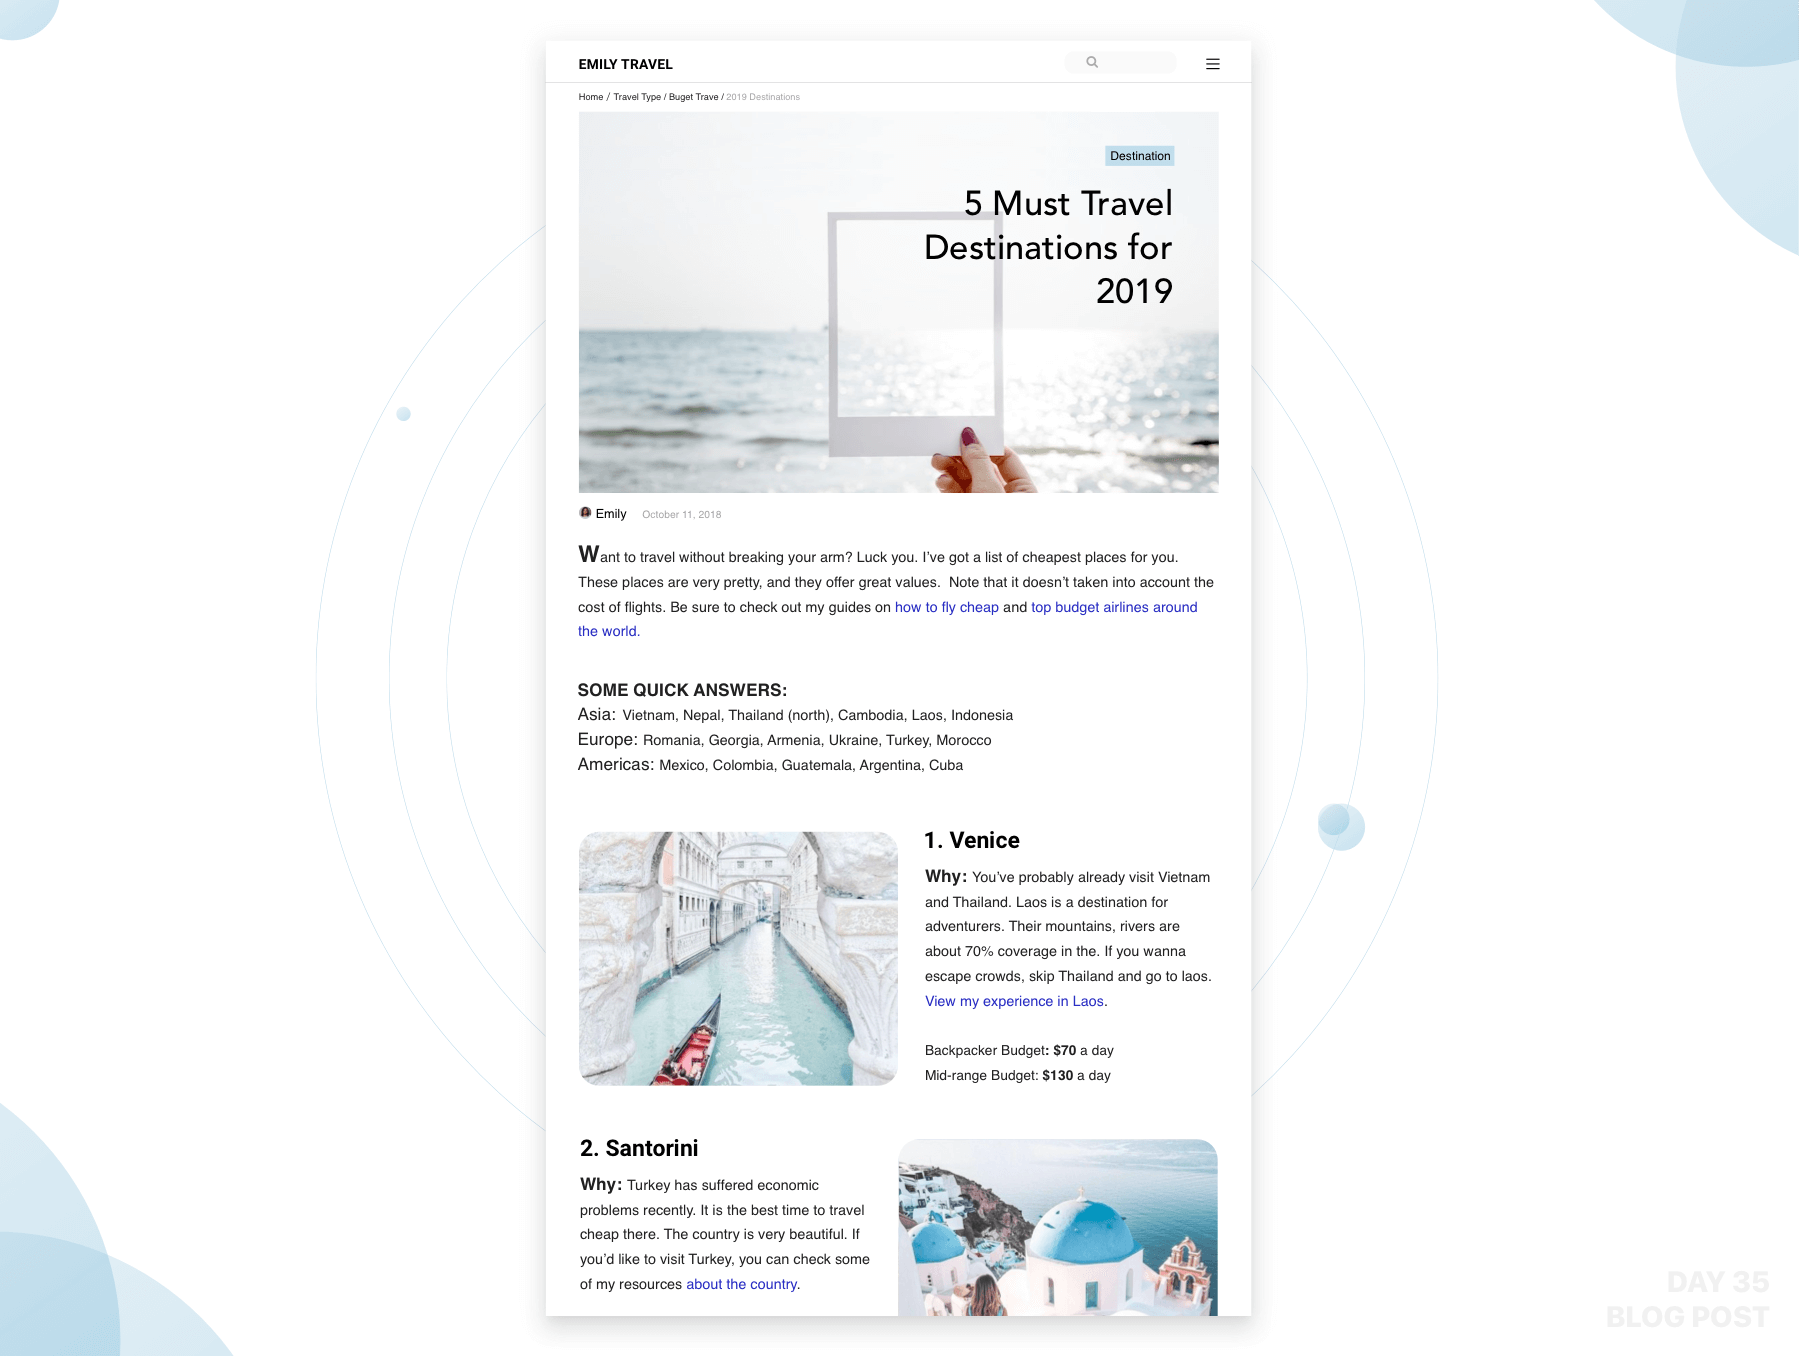 EMILY TRAVEL
Home / Travel Type / Buget Trave / 2019 Destinations
Destination
5 Must Travel
Destinations for
2019
Emily October 11, 2018
Want to travel without breaking your arm? Luck you. I’ve got a list of cheapest places for you.
These places are very pretty, and they offer great values. Note that it doesn’t taken into account the
cost of flights. Be sure to check out my guides on how to fly cheap and top budget airlines around
the world.
SOME QUICK ANSWERS:
Asia: Vietnam, Nepal, Thailand (north), Cambodia, Laos, Indonesia
Europe: Romania, Georgia, Armenia, Ukraine, Turkey, Morocco
Americas: Mexico, Colombia, Guatemala, Argentina, Cuba
1. Venice
Why: You’ve probably already visit Vietnam
and Thailand. Laos is a destination for
adventurers. Their mountains, rivers are
about 70% coverage in the. If you wanna
escape crowds, skip Thailand and go to laos.
View my experience in Laos.
Backpacker Budget: $70 a day
Mid-range Budget: $130 a day
2. Santorini
Why: Turkey has suffered economic
problems recently. It is the best time to travel
cheap there. The country is very beautiful. If
you’d like to visit Turkey, you can check some
of my resources about the country.
DAY 35
BLOG POST